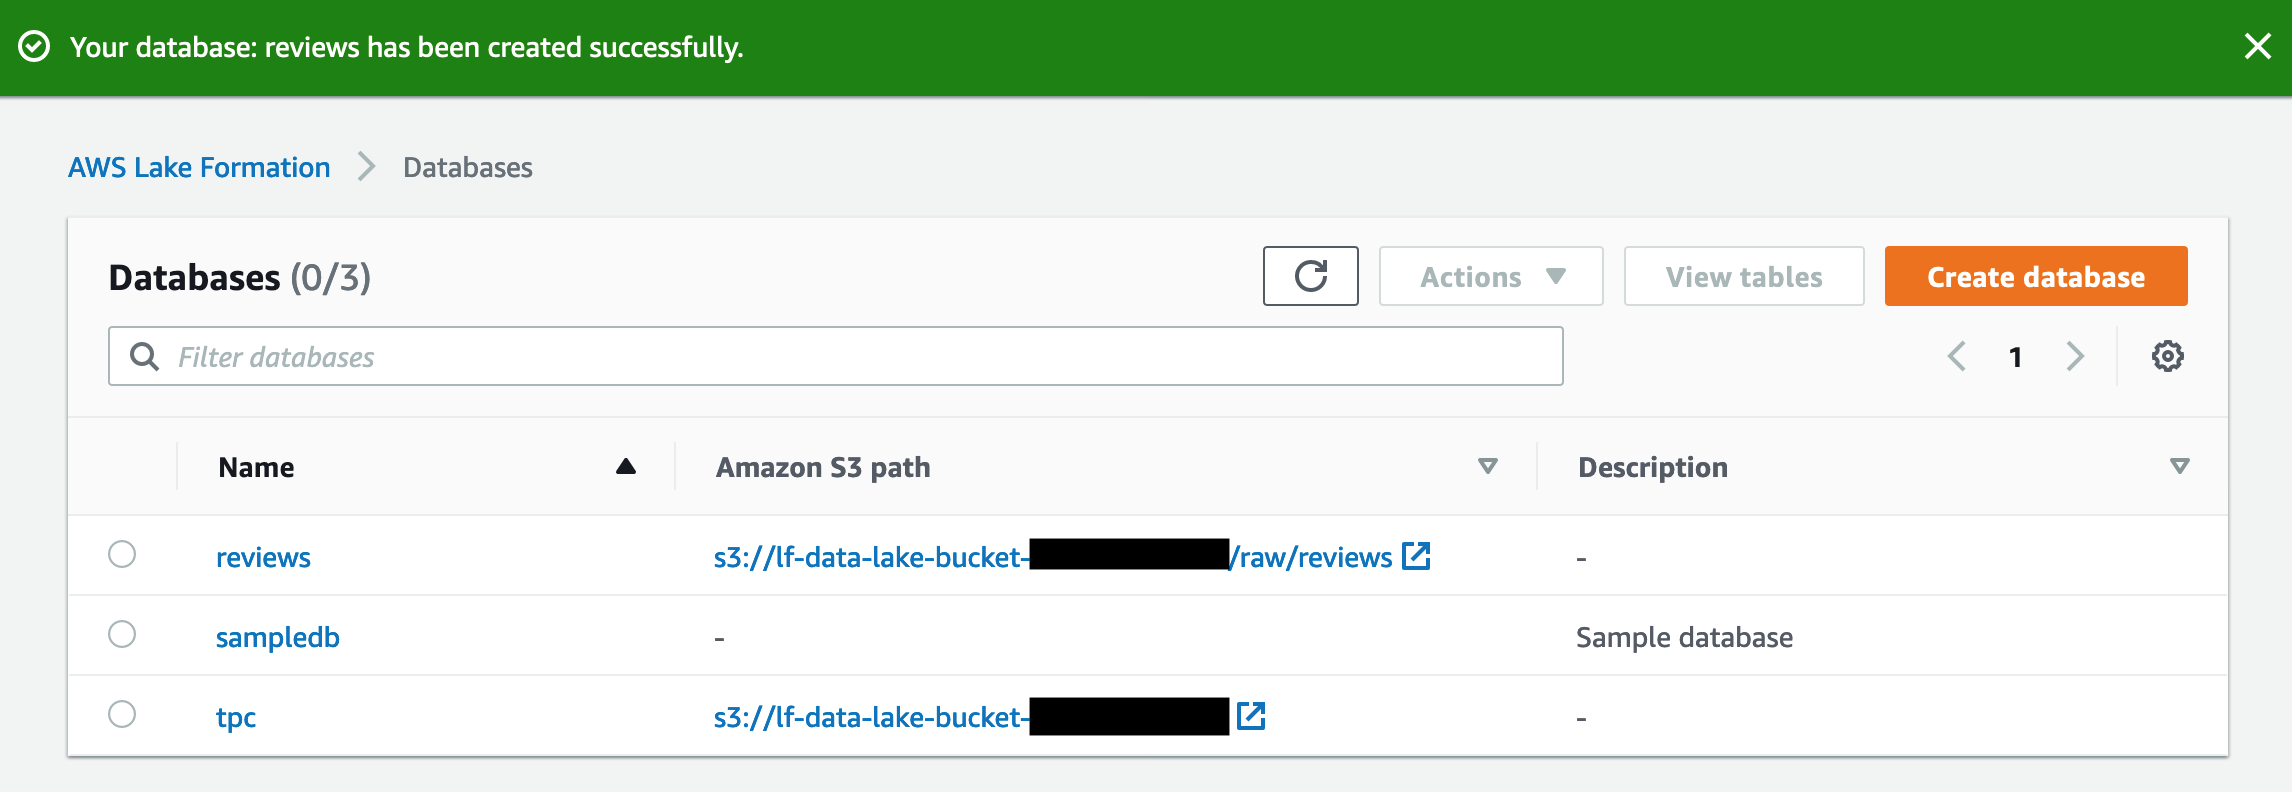 Your database: reviews has been created successfully.
AWS Lake Formation > Databases
Databases (0/3)
Actions
View tables
Create database
Filter databases
1
Name
Amazon S3 path
Description
reviews
s3://lf-data-lake-bucket-
/raw/reviews
-
sampledb
-
Sample database
tpc
s3://lf-data-lake-bucket-
-